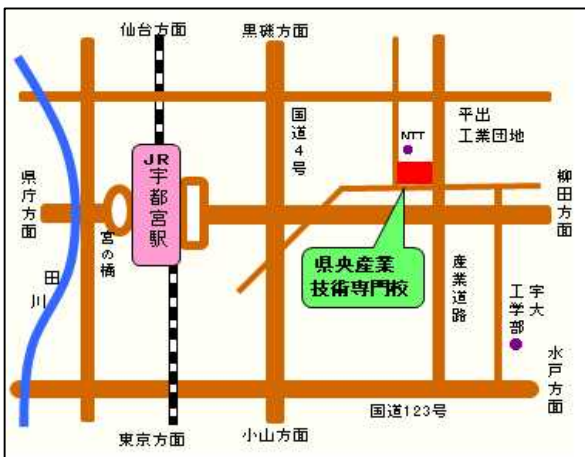 仙台方面
黒磯方面
国道4号
平出
工業団地
NTT
JR
宇都宮駅
県庁方面
宮の橋
柳田方面
県央産業
技術専門校
産業道路
宇大
工学部
田川
水戸方面
国道123号
東京方面
小山方面